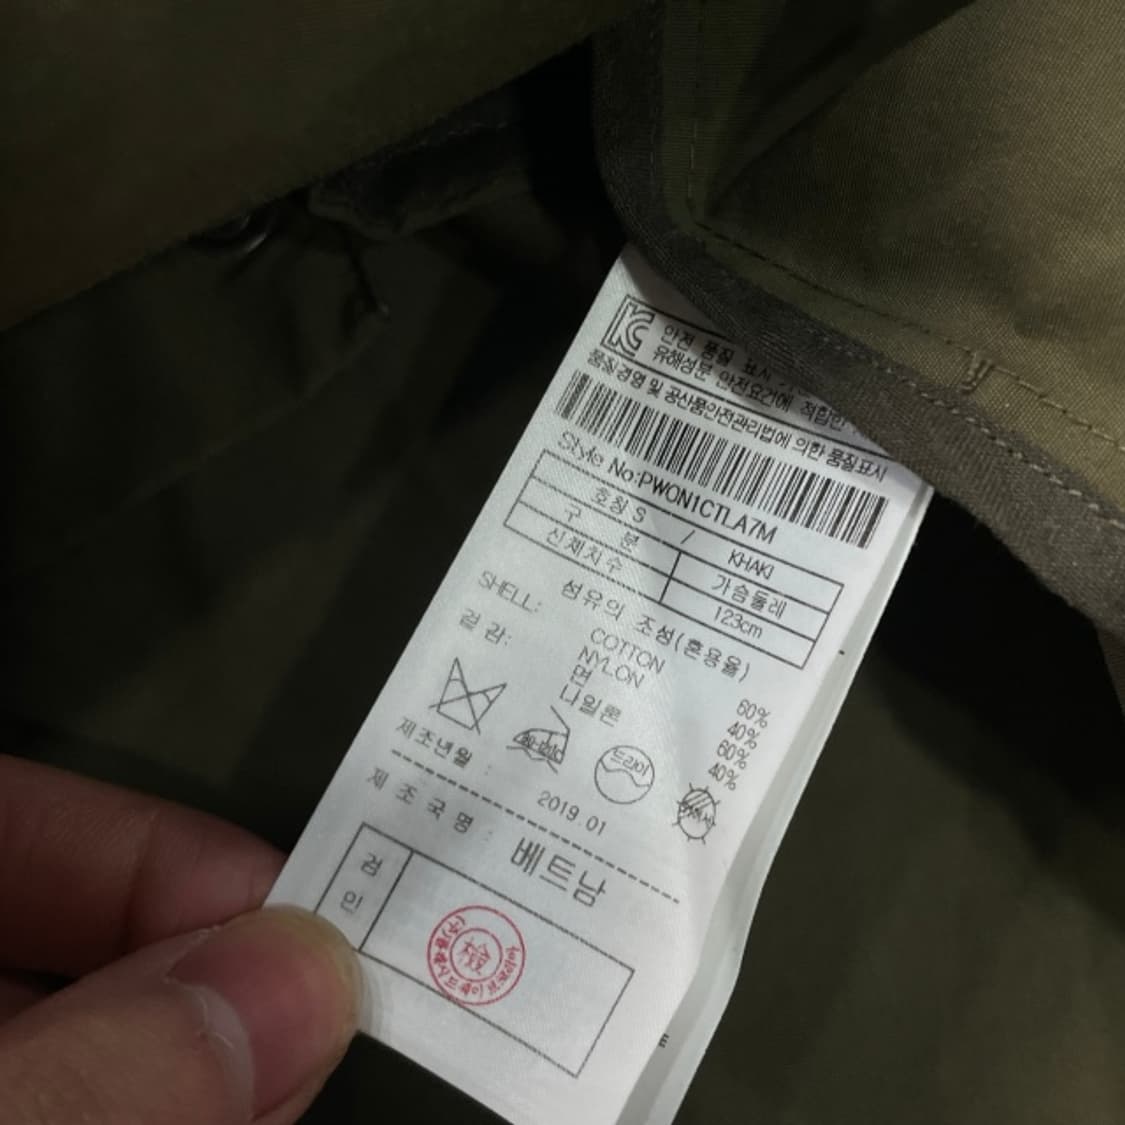 KC
안전 품질 표시
유해성분 안전요건에 적합한
품질경영 및 공산품안전관리법에 의한 품질표시
Style No:PWON1CTLA7M
호칭 S / KHAKI
구 분 가슴둘레
신체치수 123cm
섬유의 조성(혼용율)
SHELL: COTTON 60%
NYLON 40%
겉감: 면 60%
나일론 40%
드라이
제조년월 : 2019.01
제조국명 : 베트남
검인
檢